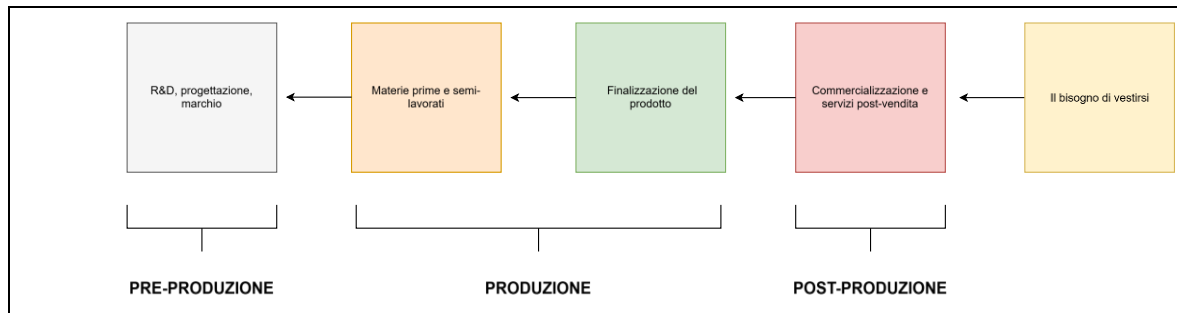 R&D, progettazione,
marchio
Materie prime e semi-
lavorati
Finalizzazione del
prodotto
Commercializzazione e
servizi post-vendita
Il bisogno di vestirsi
PRE-PRODUZIONE
PRODUZIONE
POST-PRODUZIONE